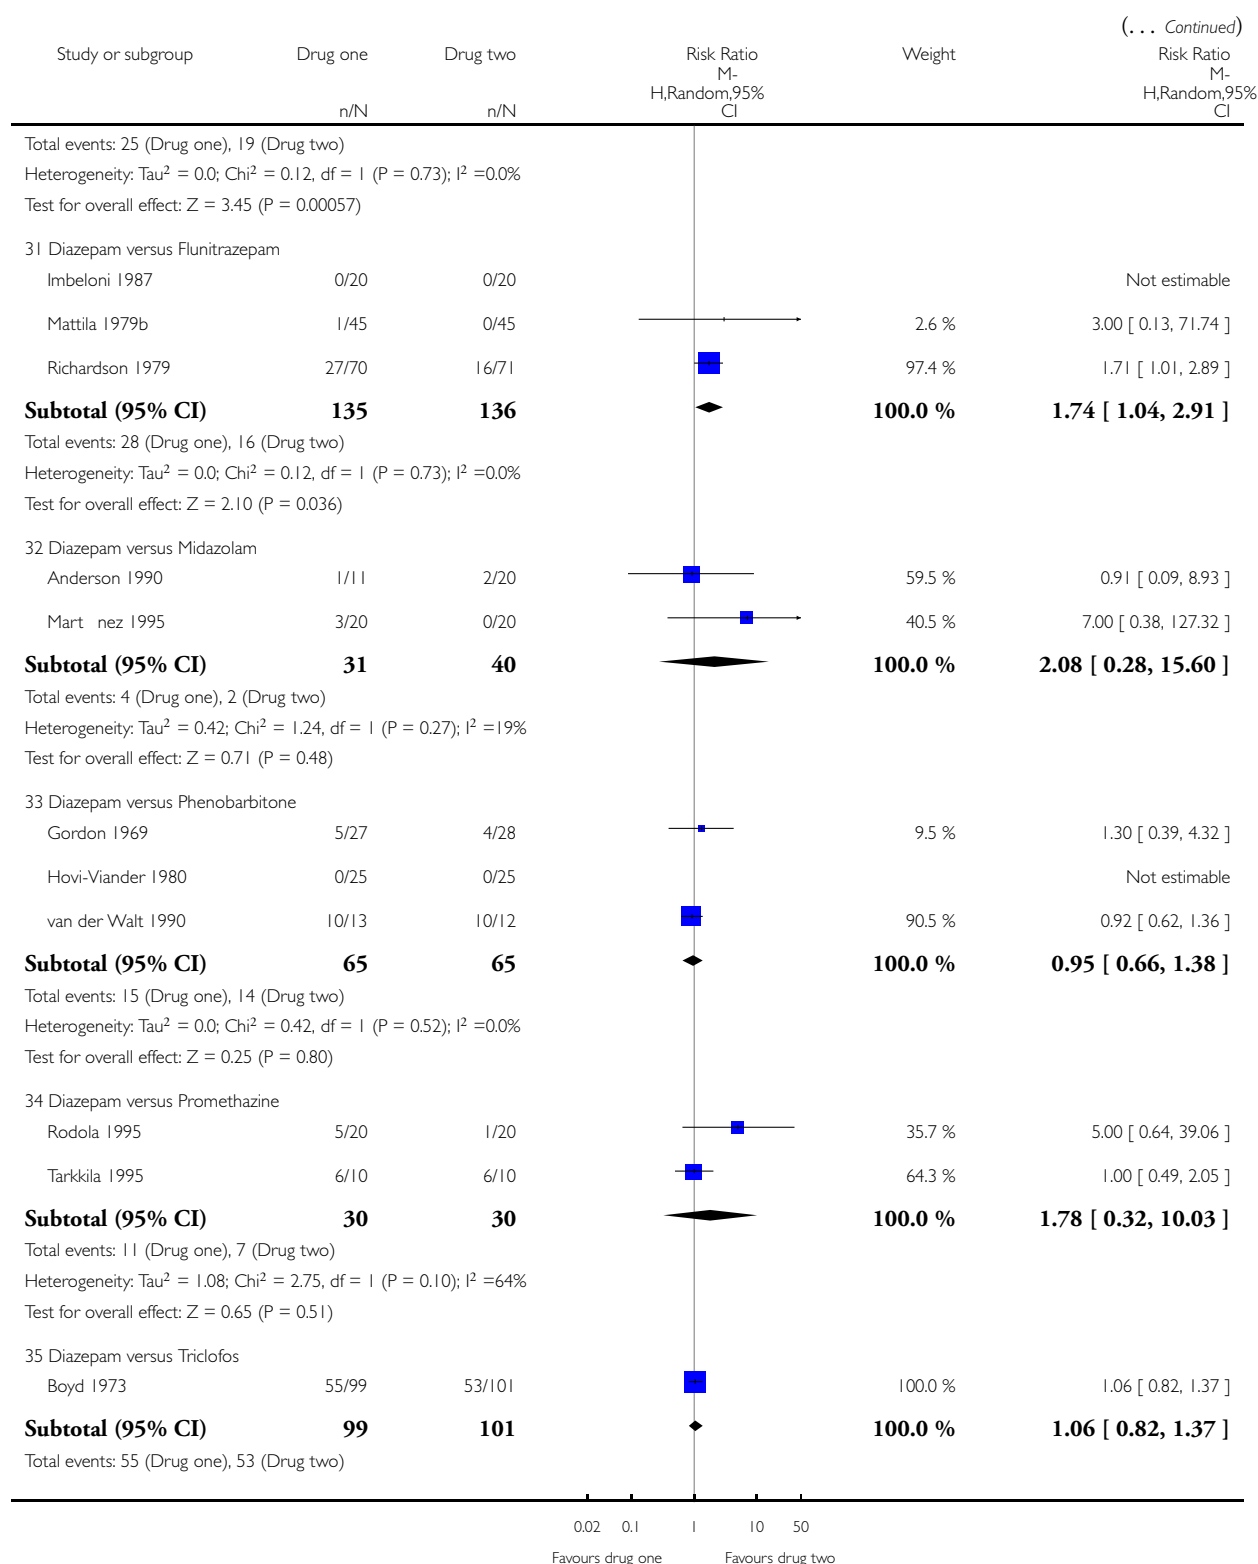 (... Continued)
Study or subgroup Drug one Drug two Risk Ratio Weight Risk Ratio
M- M-
H,Random,95% H,Random,95%
n/N n/N CI CI
Total events: 25 (Drug one), 19 (Drug two)
Heterogeneity: Tau² = 0.0; Chi² = 0.12, df = 1 (P = 0.73); I² =0.0%
Test for overall effect: Z = 3.45 (P = 0.00057)
31 Diazepam versus Flunitrazepam
Imbeloni 1987 0/20 0/20 Not estimable
Mattila 1979b 1/45 0/45 2.6 % 3.00 [ 0.13, 71.74 ]
Richardson 1979 27/70 16/71 97.4 % 1.71 [ 1.01, 2.89 ]
Subtotal (95% CI) 135 136 100.0 % 1.74 [ 1.04, 2.91 ]
Total events: 28 (Drug one), 16 (Drug two)
Heterogeneity: Tau² = 0.0; Chi² = 0.12, df = 1 (P = 0.73); I² =0.0%
Test for overall effect: Z = 2.10 (P = 0.036)
32 Diazepam versus Midazolam
Anderson 1990 1/11 2/20 59.5 % 0.91 [ 0.09, 8.93 ]
Mart nez 1995 3/20 0/20 40.5 % 7.00 [ 0.38, 127.32 ]
Subtotal (95% CI) 31 40 100.0 % 2.08 [ 0.28, 15.60 ]
Total events: 4 (Drug one), 2 (Drug two)
Heterogeneity: Tau² = 0.42; Chi² = 1.24, df = 1 (P = 0.27); I² =19%
Test for overall effect: Z = 0.71 (P = 0.48)
33 Diazepam versus Phenobarbitone
Gordon 1969 5/27 4/28 9.5 % 1.30 [ 0.39, 4.32 ]
Hovi-Viander 1980 0/25 0/25 Not estimable
van der Walt 1990 10/13 10/12 90.5 % 0.92 [ 0.62, 1.36 ]
Subtotal (95% CI) 65 65 100.0 % 0.95 [ 0.66, 1.38 ]
Total events: 15 (Drug one), 14 (Drug two)
Heterogeneity: Tau² = 0.0; Chi² = 0.42, df = 1 (P = 0.52); I² =0.0%
Test for overall effect: Z = 0.25 (P = 0.80)
34 Diazepam versus Promethazine
Rodola 1995 5/20 1/20 35.7 % 5.00 [ 0.64, 39.06 ]
Tarkkila 1995 6/10 6/10 64.3 % 1.00 [ 0.49, 2.05 ]
Subtotal (95% CI) 30 30 100.0 % 1.78 [ 0.32, 10.03 ]
Total events: 11 (Drug one), 7 (Drug two)
Heterogeneity: Tau² = 1.08; Chi² = 2.75, df = 1 (P = 0.10); I² =64%
Test for overall effect: Z = 0.65 (P = 0.51)
35 Diazepam versus Triclofos
Boyd 1973 55/99 53/101 100.0 % 1.06 [ 0.82, 1.37 ]
Subtotal (95% CI) 99 101 100.0 % 1.06 [ 0.82, 1.37 ]
Total events: 55 (Drug one), 53 (Drug two)
0.02 0.1 1 10 50
Favours drug one Favours drug two